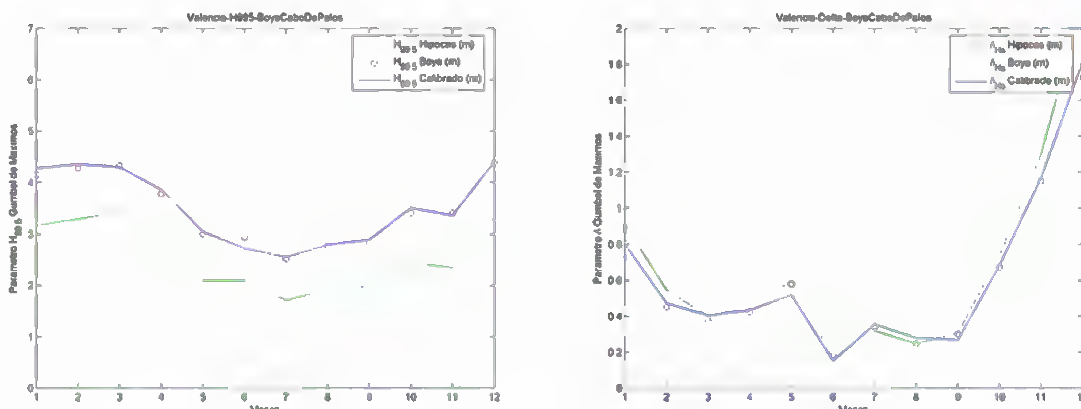 Valencia-H995-BoyaCaboDePalos
H99 5 Hipocas (m)
H99 5 Boya (m)
H99 5 Calibrado (m)
Parametro H99 5 Gumbel de Maximos
7
6
5
4
3
2
1
0
1 2 3 4 5 6 7 8 9 10 11 12
Meses
Valencia-Delta-BoyaCaboDePalos
ΛHs Hipocas (m)
ΛHs Boya (m)
ΛHs Calibrado (m)
Parametro Λ Gumbel de Maximos
2
1 8
1 6
1 4
1 2
1
0 8
0 6
0 4
0 2
0
1 2 3 4 5 6 7 8 9 10 11
Meses